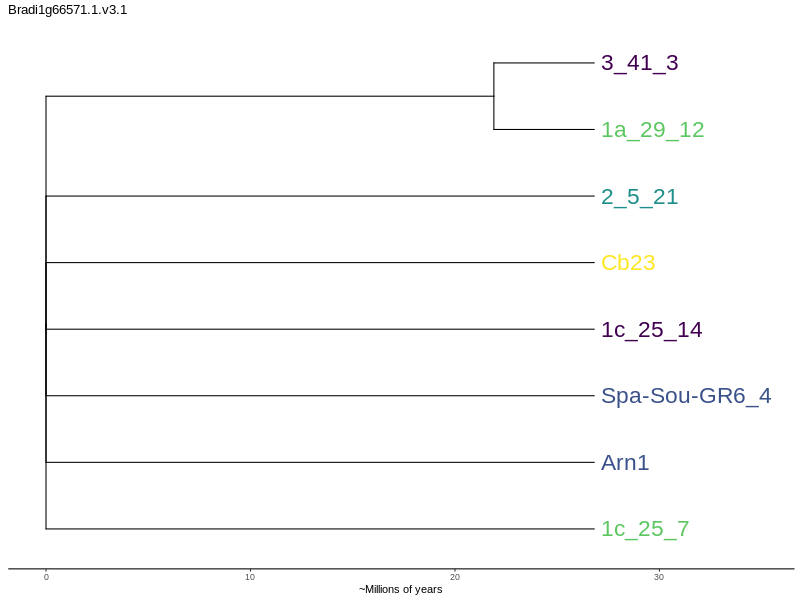 Bradi1g66571.1.v3.1
3_41_3
1a_29_12
2_5_21
Cb23
1c_25_14
Spa-Sou-GR6_4
Arn1
1c_25_7
0 10 20 30
~Millions of years